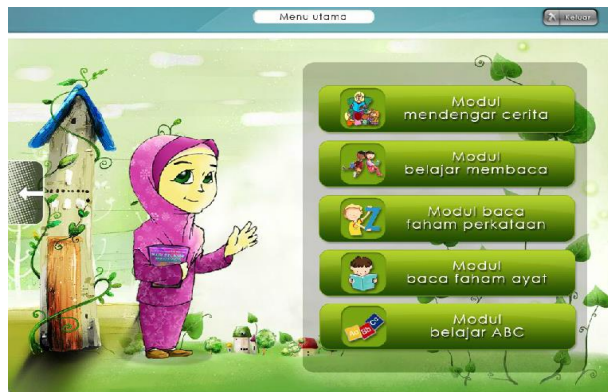 Menu utama
Keluar
Modul
mendengar cerita
Modul
belajar membaca
Modul baca
faham perkataan
Modul
baca faham ayat
Modul
belajar ABC